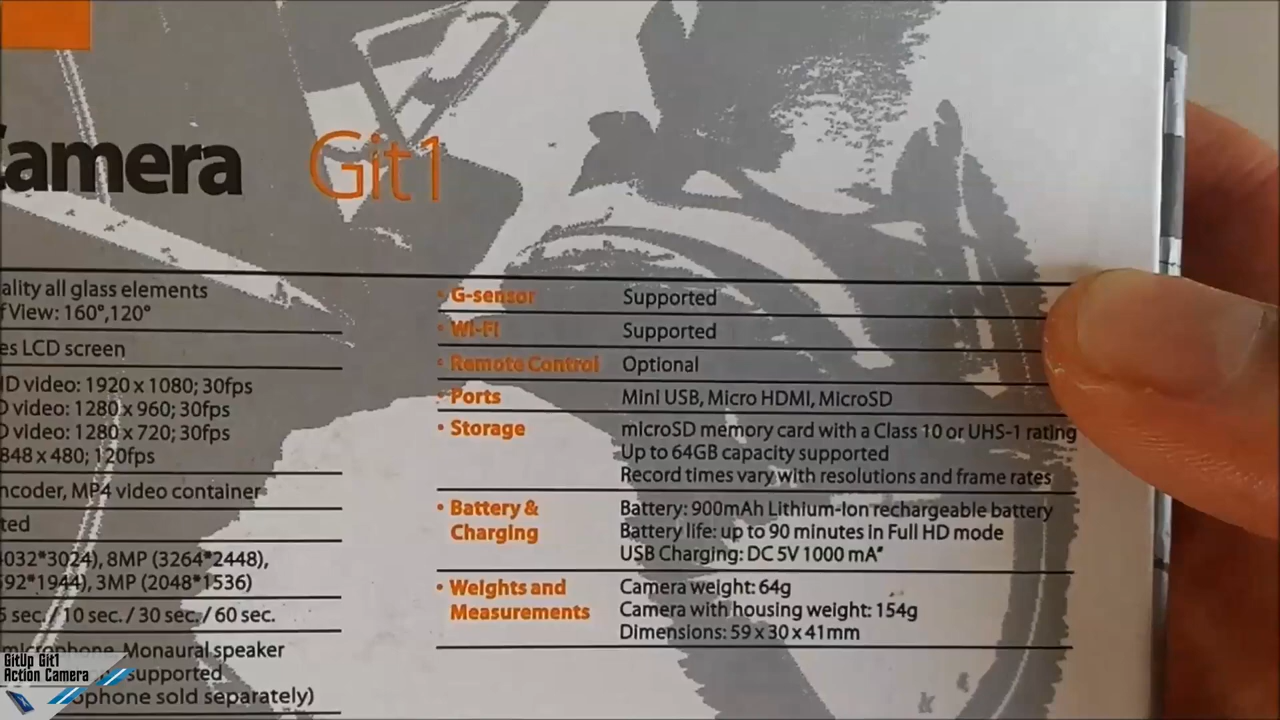 Camera Git1
ality all glass elements
f View: 160°,120°
es LCD screen
HD video: 1920 x 1080; 30fps
D video: 1280 x 960; 30fps
D video: 1280 x 720; 30fps
848 x 480; 120fps
ncoder, MP4 video container
ted
4032*3024), 8MP (3264*2448),
592*1944), 3MP (2048*1536)
5 sec. / 10 sec. / 30 sec. / 60 sec.
microphone, Monaural speaker
supported
ophone sold separately)
• G-sensor Supported
• Wi-Fi Supported
• Remote Control Optional
• Ports Mini USB, Micro HDMI, MicroSD
• Storage microSD memory card with a Class 10 or UHS-1 rating
Up to 64GB capacity supported
Record times vary with resolutions and frame rates
• Battery & Battery: 900mAh Lithium-Ion rechargeable battery
Charging Battery life: up to 90 minutes in Full HD mode
USB Charging: DC 5V 1000 mA"
• Weights and Camera weight: 64g
Measurements Camera with housing weight: 154g
Dimensions: 59 x 30 x 41mm
GitUp Git1
Action Camera